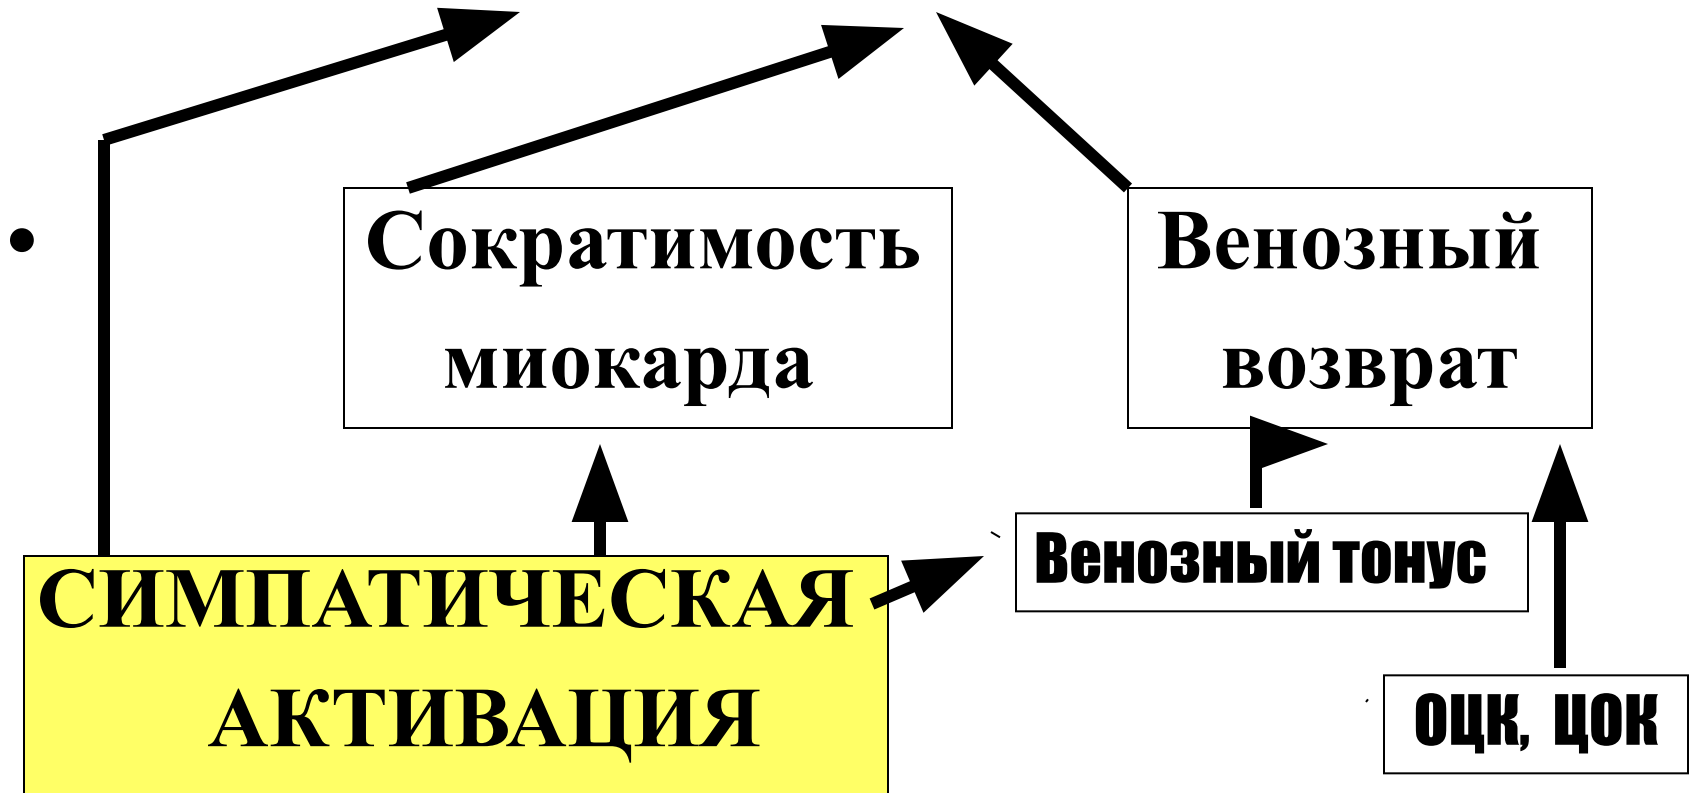 Сократимость
миокарда
Венозный
возврат
Венозный тонус
СИМПАТИЧЕСКАЯ
АКТИВАЦИЯ
ОЦК, ЦОК